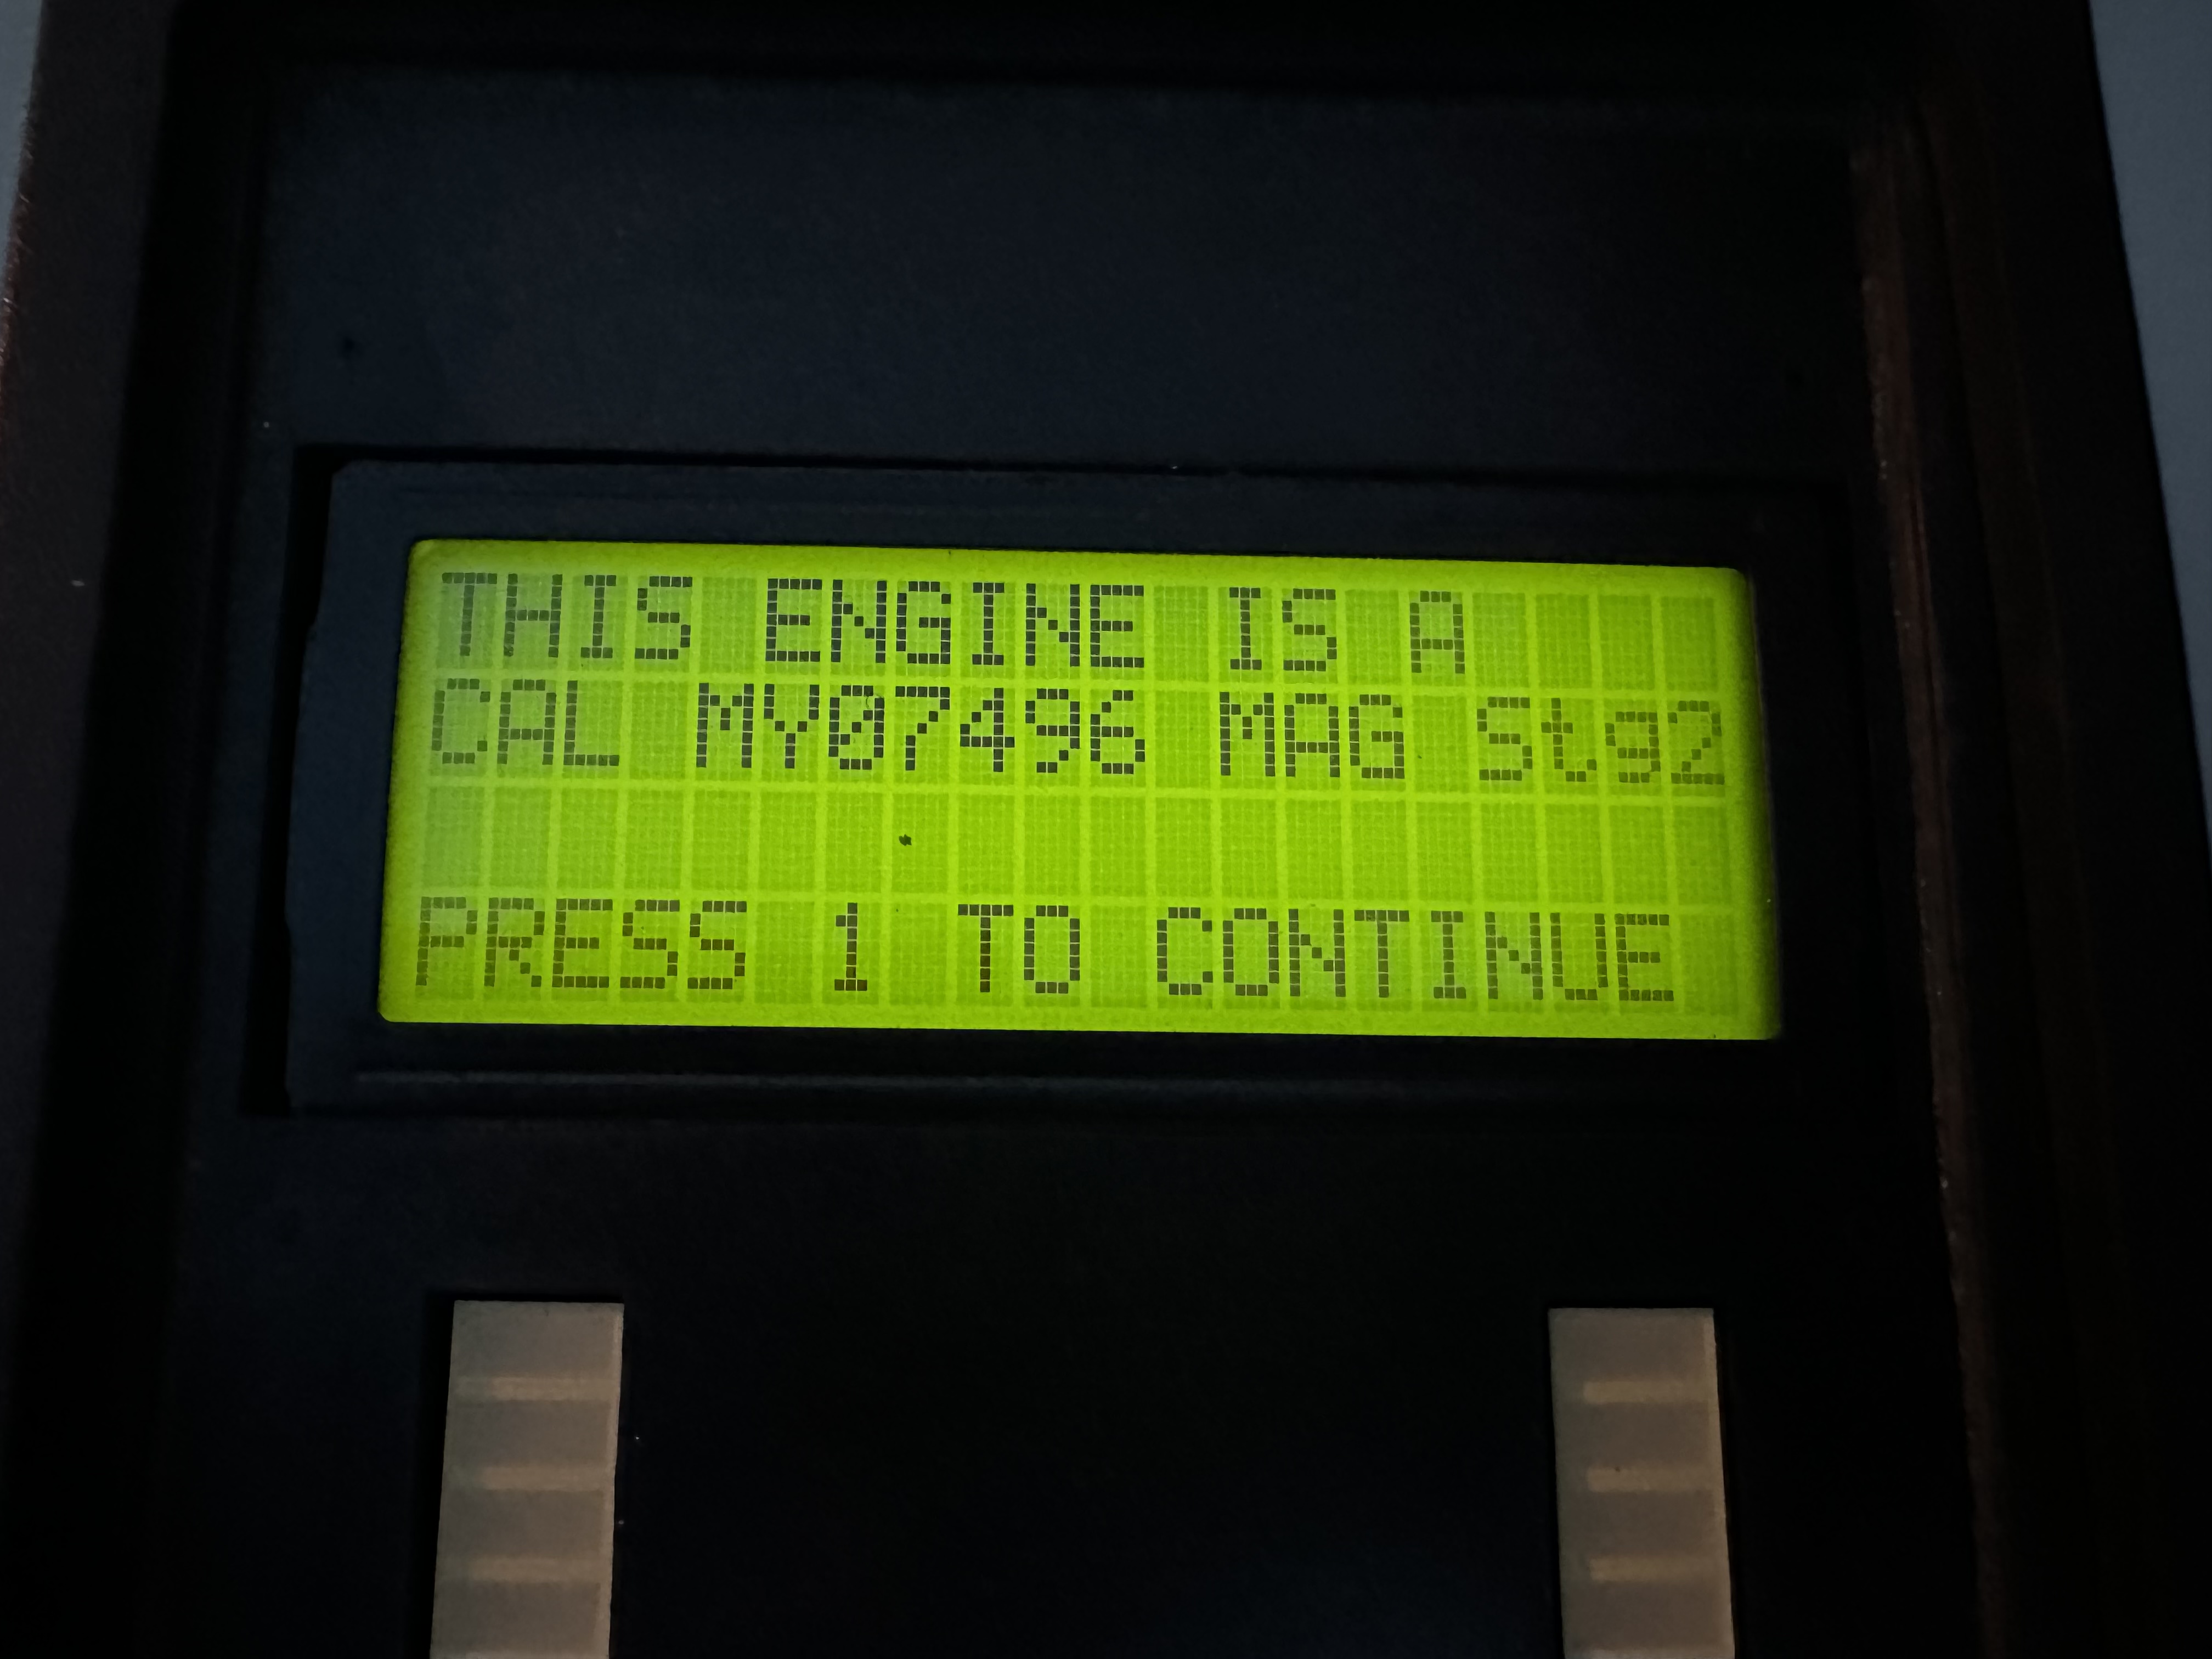 THIS ENGINE IS A
CAL MY07496 MAG Stg2
PRESS 1 TO CONTINUE